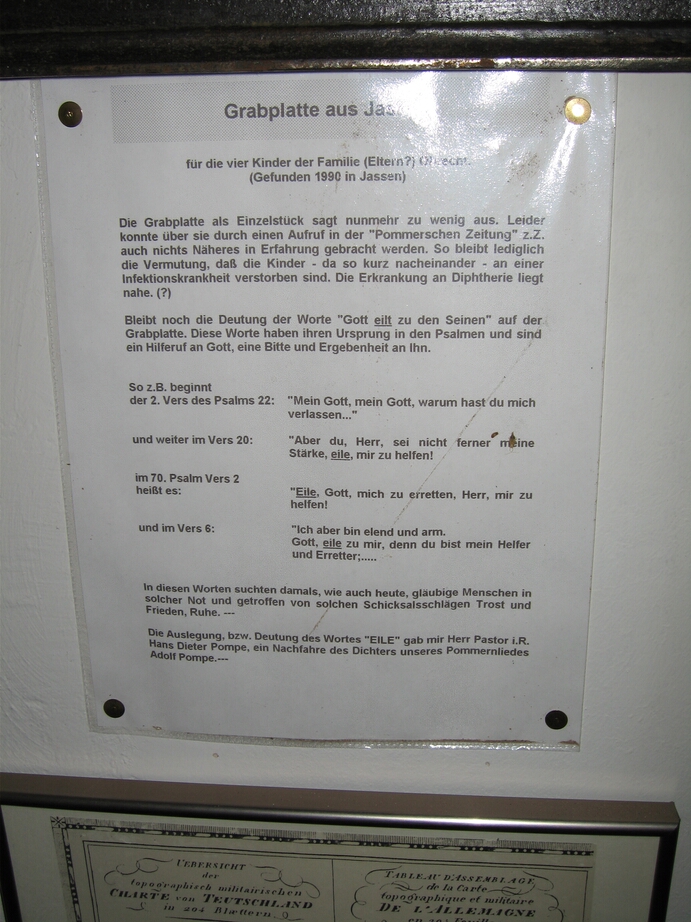 Grabplatte aus
für die vier Kinder der Familie (Eltern?)
(Gefunden 1990 in Jassen)
Die Grabplatte als Einzelstück sagt nunmehr zu wenig aus. Leider
konnte über sie durch einen Aufruf in der "Pommerschen Zeitung" z.Z.
auch nichts Näheres in Erfahrung gebracht werden. So bleibt lediglich
die Vermutung, daß die Kinder - da so kurz nacheinander - an einer
Infektionskrankheit verstorben sind. Die Erkrankung an Diphtherie liegt
nahe. (?)
Bleibt noch die Deutung der Worte "Gott eilt zu den Seinen" auf der
Grabplatte. Diese Worte haben ihren Ursprung in den Psalmen und sind
ein Hilferuf an Gott, eine Bitte und Ergebenheit an Ihn.
So z.B. beginnt
der 2. Vers des Psalms 22: "Mein Gott, mein Gott, warum hast du mich
verlassen..."
und weiter im Vers 20: "Aber du, Herr, sei nicht ferner meine
Stärke, eile, mir zu helfen!
im 70. Psalm Vers 2
heißt es: "Eile, Gott, mich zu erretten, Herr, mir zu
helfen!
und im Vers 6: "Ich aber bin elend und arm.
Gott, eile zu mir, denn du bist mein Helfer
und Erretter;.....
In diesen Worten suchten damals, wie auch heute, gläubige Menschen in
solcher Not und getroffen von solchen Schicksalsschlägen Trost und
Frieden, Ruhe. ---
Die Auslegung, bzw. Deutung des Wortes "EILE" gab mir Herr Pastor i.R.
Hans Dieter Pompe, ein Nachfahre des Dichters unseres Pommernliedes
Adolf Pompe.---
UEBERSICHT
der
topographisch militairischen
CHARTE von TEUTSCHLAND
in 204 Blættern.
TABLEAU D'ASSEMBLAGE
de la Carte
topographique et militaire
DE L'ALLEMAGNE